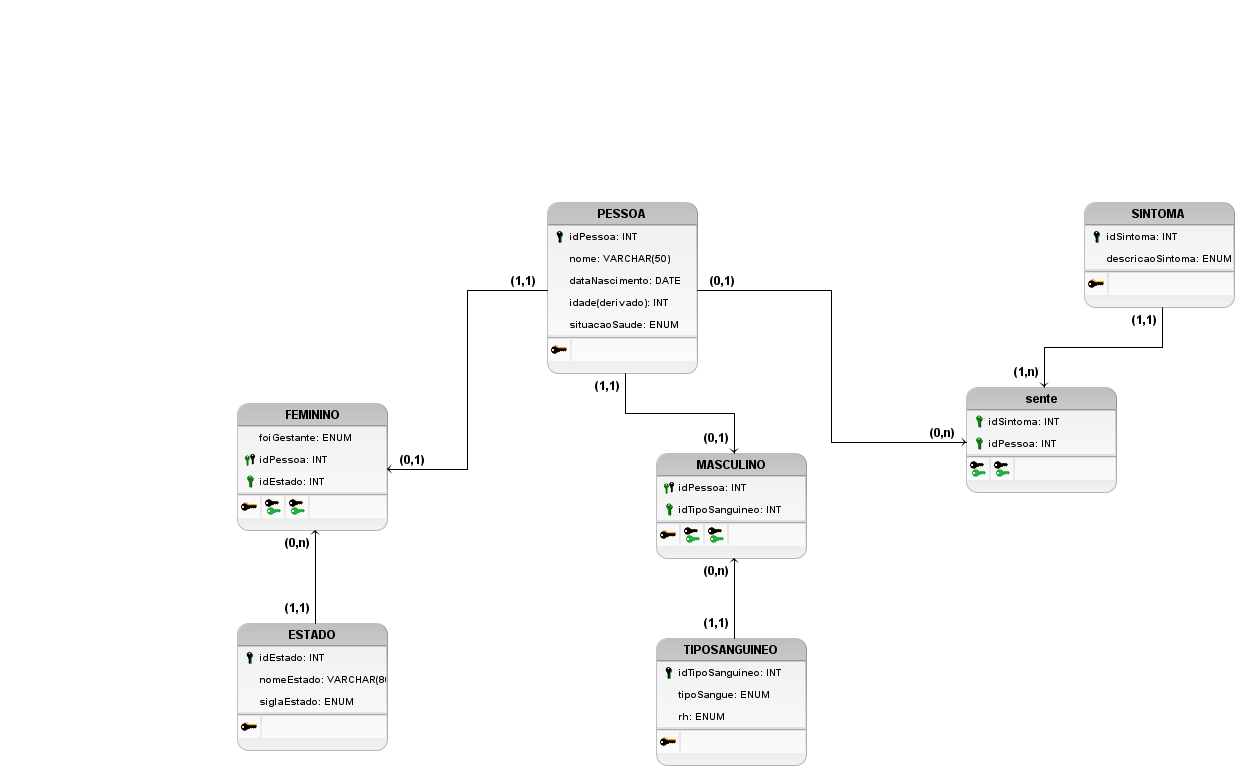 PESSOA
idPessoa: INT
nome: VARCHAR(50)
dataNascimento: DATE
idade(derivado): INT
situacaoSaude: ENUM
(1,1)
(0,1)
(1,1)
SINTOMA
idSintoma: INT
descricaoSintoma: ENUM
(1,1)
(1,n)
sente
idSintoma: INT
idPessoa: INT
(0,n)
FEMININO
foiGestante: ENUM
idPessoa: INT
idEstado: INT
(0,1)
(0,n)
(1,1)
ESTADO
idEstado: INT
nomeEstado: VARCHAR(8
siglaEstado: ENUM
(0,1)
MASCULINO
idPessoa: INT
idTipoSanguineo: INT
(0,n)
(1,1)
TIPOSANGUINEO
idTipoSanguineo: INT
tipoSangue: ENUM
rh: ENUM